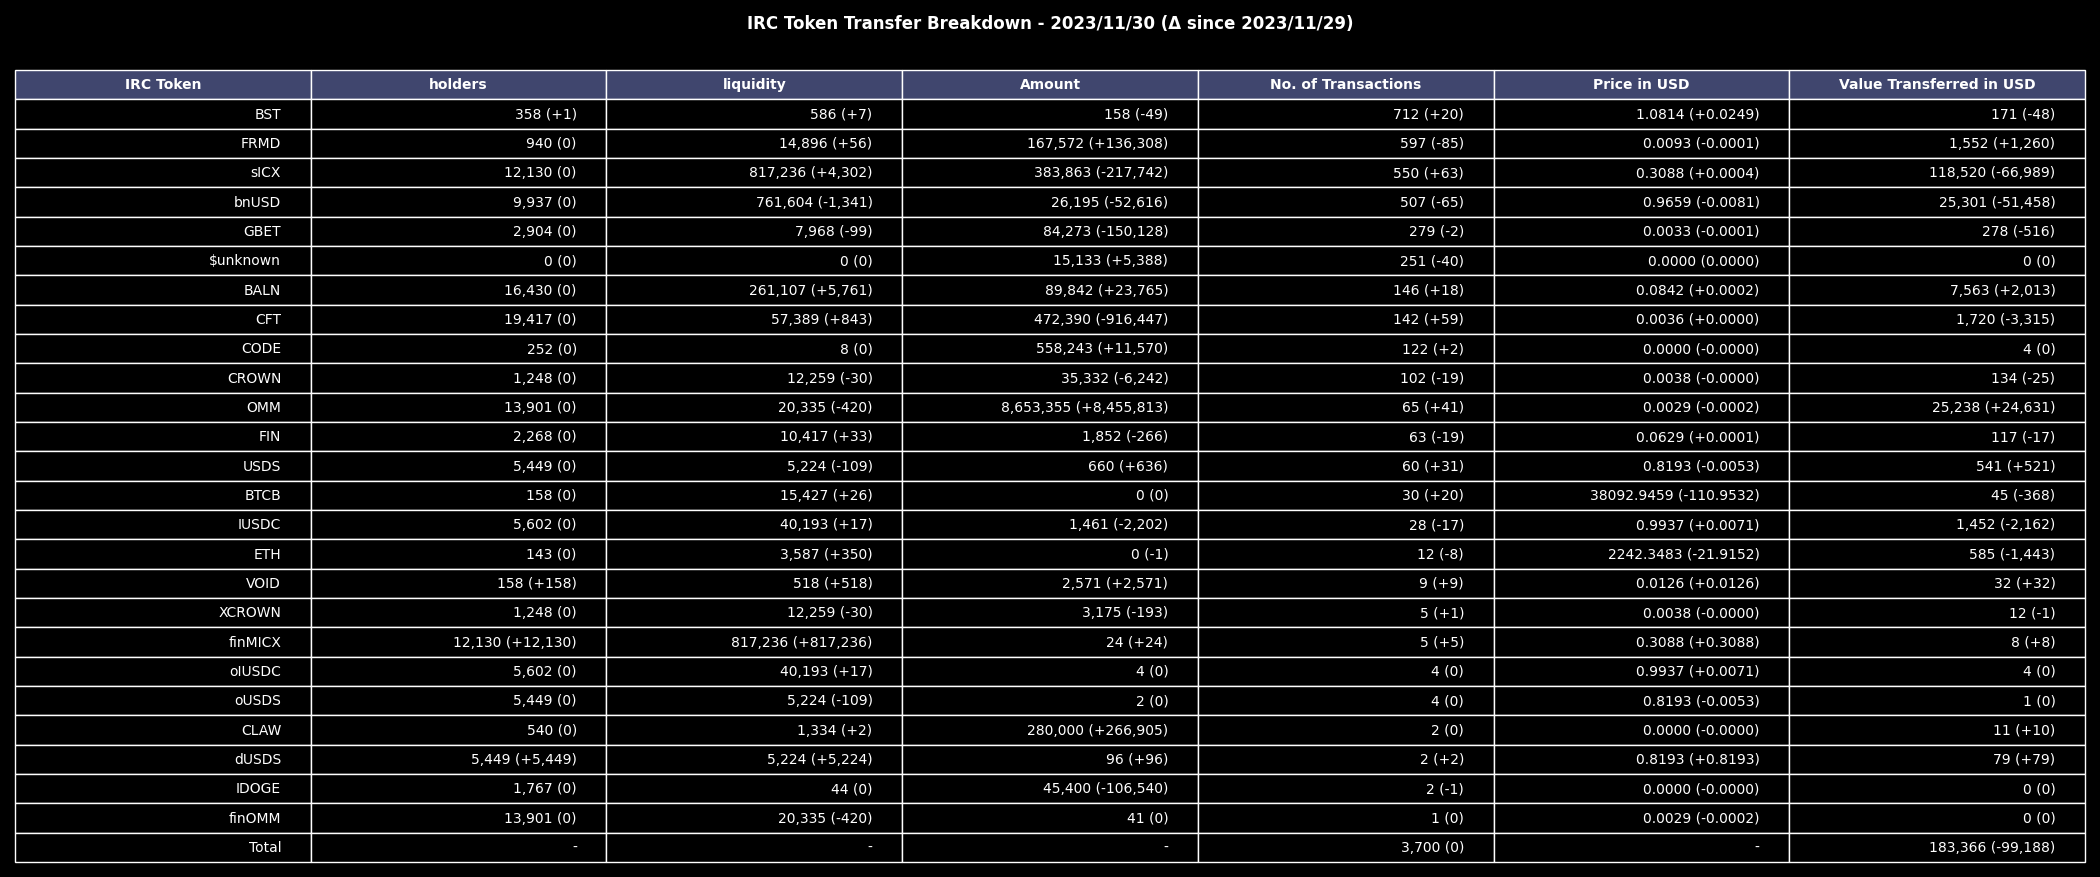 IRC Token Transfer Breakdown - 2023/11/30 (Δ since 2023/11/29)
IRC Token holders liquidity Amount No. of Transactions Price in USD Value Transferred in USD
BST 358 (+1) 586 (+7) 158 (-49) 712 (+20) 1.0814 (+0.0249) 171 (-48)
FRMD 940 (0) 14,896 (+56) 167,572 (+136,308) 597 (-85) 0.0093 (-0.0001) 1,552 (+1,260)
sICX 12,130 (0) 817,236 (+4,302) 383,863 (-217,742) 550 (+63) 0.3088 (+0.0004) 118,520 (-66,989)
bnUSD 9,937 (0) 761,604 (-1,341) 26,195 (-52,616) 507 (-65) 0.9659 (-0.0081) 25,301 (-51,458)
GBET 2,904 (0) 7,968 (-99) 84,273 (-150,128) 279 (-2) 0.0033 (-0.0001) 278 (-516)
$unknown 0 (0) 0 (0) 15,133 (+5,388) 251 (-40) 0.0000 (0.0000) 0 (0)
BALN 16,430 (0) 261,107 (+5,761) 89,842 (+23,765) 146 (+18) 0.0842 (+0.0002) 7,563 (+2,013)
CFT 19,417 (0) 57,389 (+843) 472,390 (-916,447) 142 (+59) 0.0036 (+0.0000) 1,720 (-3,315)
CODE 252 (0) 8 (0) 558,243 (+11,570) 122 (+2) 0.0000 (-0.0000) 4 (0)
CROWN 1,248 (0) 12,259 (-30) 35,332 (-6,242) 102 (-19) 0.0038 (-0.0000) 134 (-25)
OMM 13,901 (0) 20,335 (-420) 8,653,355 (+8,455,813) 65 (+41) 0.0029 (-0.0002) 25,238 (+24,631)
FIN 2,268 (0) 10,417 (+33) 1,852 (-266) 63 (-19) 0.0629 (+0.0001) 117 (-17)
USDS 5,449 (0) 5,224 (-109) 660 (+636) 60 (+31) 0.8193 (-0.0053) 541 (+521)
BTCB 158 (0) 15,427 (+26) 0 (0) 30 (+20) 38092.9459 (-110.9532) 45 (-368)
IUSDC 5,602 (0) 40,193 (+17) 1,461 (-2,202) 28 (-17) 0.9937 (+0.0071) 1,452 (-2,162)
ETH 143 (0) 3,587 (+350) 0 (-1) 12 (-8) 2242.3483 (-21.9152) 585 (-1,443)
VOID 158 (+158) 518 (+518) 2,571 (+2,571) 9 (+9) 0.0126 (+0.0126) 32 (+32)
XCROWN 1,248 (0) 12,259 (-30) 3,175 (-193) 5 (+1) 0.0038 (-0.0000) 12 (-1)
finMICX 12,130 (+12,130) 817,236 (+817,236) 24 (+24) 5 (+5) 0.3088 (+0.3088) 8 (+8)
oIUSDC 5,602 (0) 40,193 (+17) 4 (0) 4 (0) 0.9937 (+0.0071) 4 (0)
oUSDS 5,449 (0) 5,224 (-109) 2 (0) 4 (0) 0.8193 (-0.0053) 1 (0)
CLAW 540 (0) 1,334 (+2) 280,000 (+266,905) 2 (0) 0.0000 (-0.0000) 11 (+10)
dUSDS 5,449 (+5,449) 5,224 (+5,224) 96 (+96) 2 (+2) 0.8193 (+0.8193) 79 (+79)
IDOGE 1,767 (0) 44 (0) 45,400 (-106,540) 2 (-1) 0.0000 (-0.0000) 0 (0)
finOMM 13,901 (0) 20,335 (-420) 41 (0) 1 (0) 0.0029 (-0.0002) 0 (0)
Total - - - 3,700 (0) - 183,366 (-99,188)